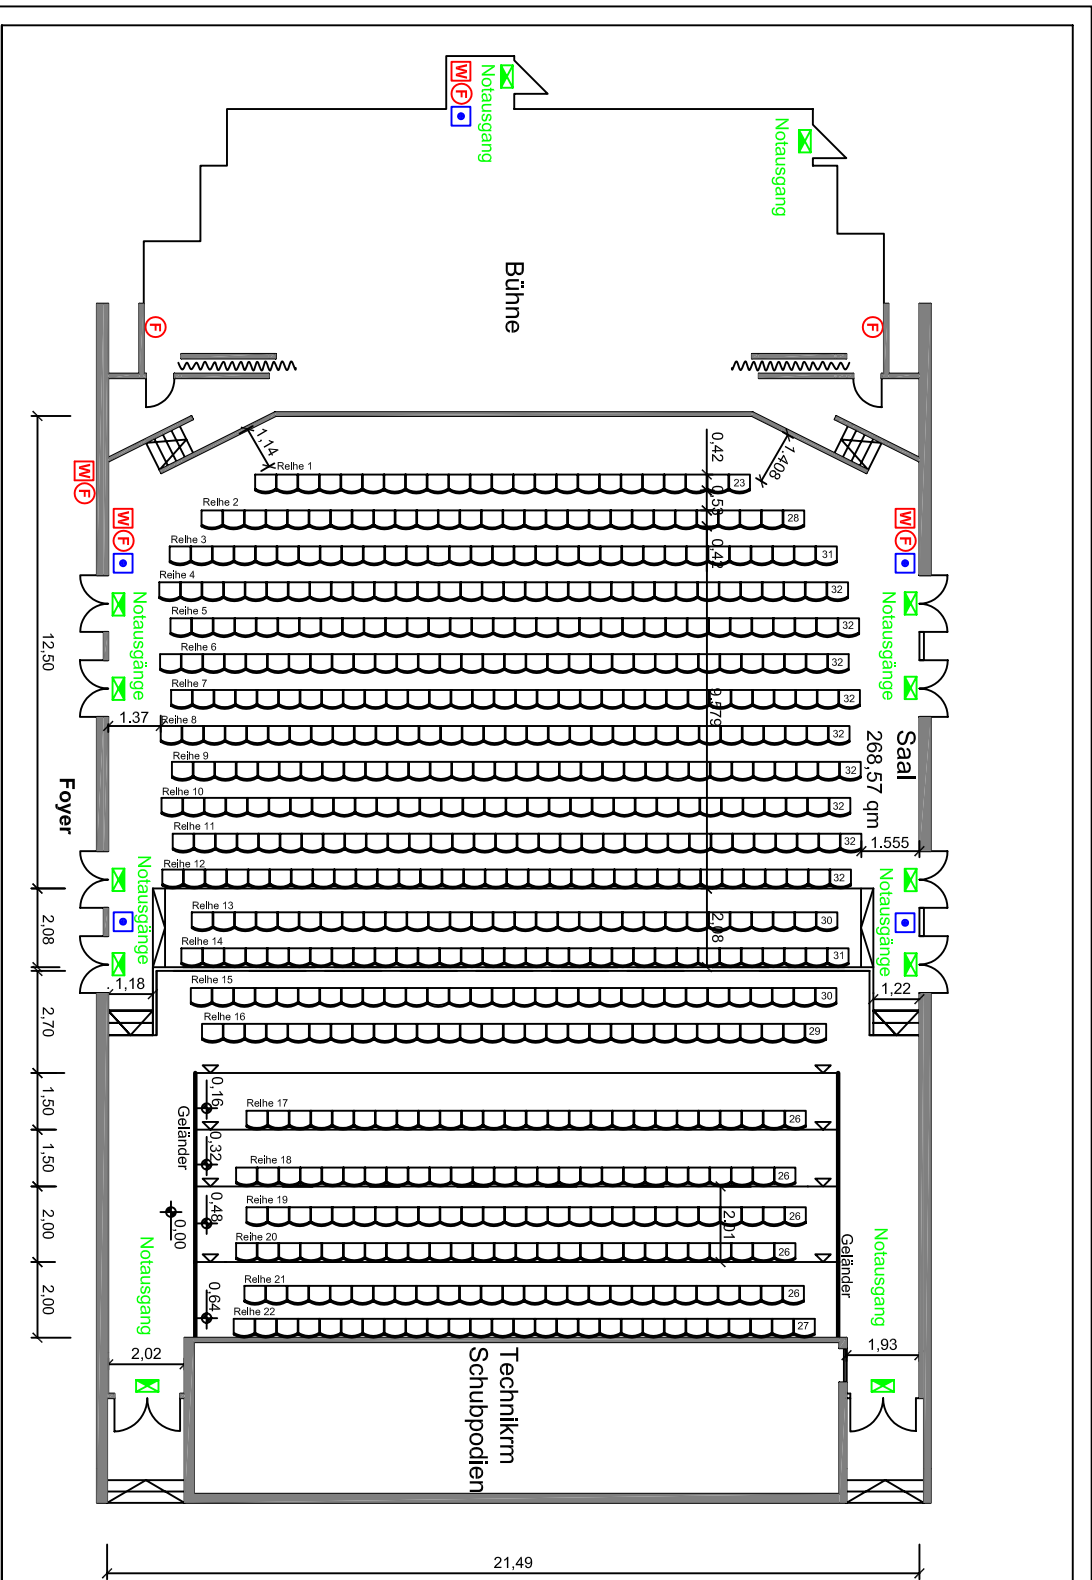 Notausgang
W F
Notausgang
Bühne
F
F
1,14
1.408
0,42
Reihe 1
23
0,53
Reihe 2
28
0,42
Reihe 3
31
Reihe 4
32
Reihe 5
32
Reihe 6
32
Reihe 7
32
9,579
Reihe 8
32
Reihe 9
32
Reihe 10
32
Reihe 11
32
Reihe 12
32
Reihe 13
30
2,08
Reihe 14
31
Reihe 15
30
Reihe 16
29
Reihe 17
26
Reihe 18
26
Reihe 19
26
2,01
Reihe 20
26
Reihe 21
26
Reihe 22
27
W F
W F
W F
Notausgänge
Notausgänge
1.37
Saal
268,57 qm
1.555
Foyer
Notausgänge
Notausgänge
1,18
1,22
12,50
2,08
2,70
1,50
1,50
2,00
2,00
0,16
0,32
0,48
0,64
0,00
Geländer
Geländer
Notausgang
Notausgang
2,02
1,93
Technikrm
Schubpodien
21,49